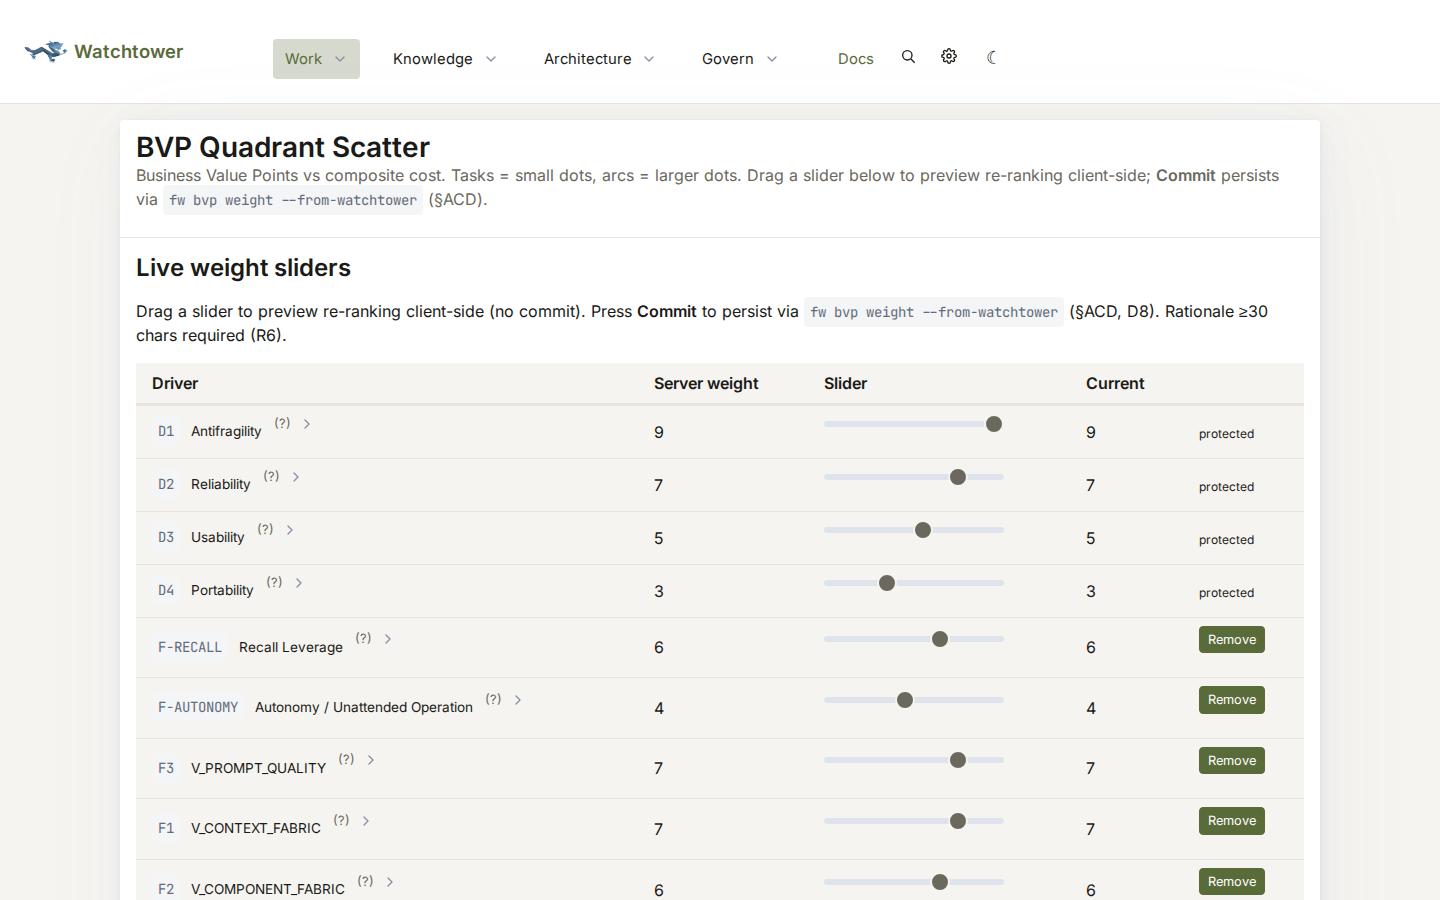 Watchtower
Work
Knowledge
Architecture
Govern
Docs
BVP Quadrant Scatter
Business Value Points vs composite cost. Tasks = small dots, arcs = larger dots. Drag a slider below to preview re-ranking client-side; Commit persists
via fw bvp weight --from-watchtower (§ACD).
Live weight sliders
Drag a slider to preview re-ranking client-side (no commit). Press Commit to persist via fw bvp weight --from-watchtower (§ACD, D8). Rationale ≥30
chars required (R6).
Driver Server weight Slider Current
D1 Antifragility (?) 9 9 protected
D2 Reliability (?) 7 7 protected
D3 Usability (?) 5 5 protected
D4 Portability (?) 3 3 protected
F-RECALL Recall Leverage (?) 6 6 Remove
F-AUTONOMY Autonomy / Unattended Operation (?) 4 4 Remove
F3 V_PROMPT_QUALITY (?) 7 7 Remove
F1 V_CONTEXT_FABRIC (?) 7 7 Remove
F2 V_COMPONENT_FABRIC (?) 6 6 Remove